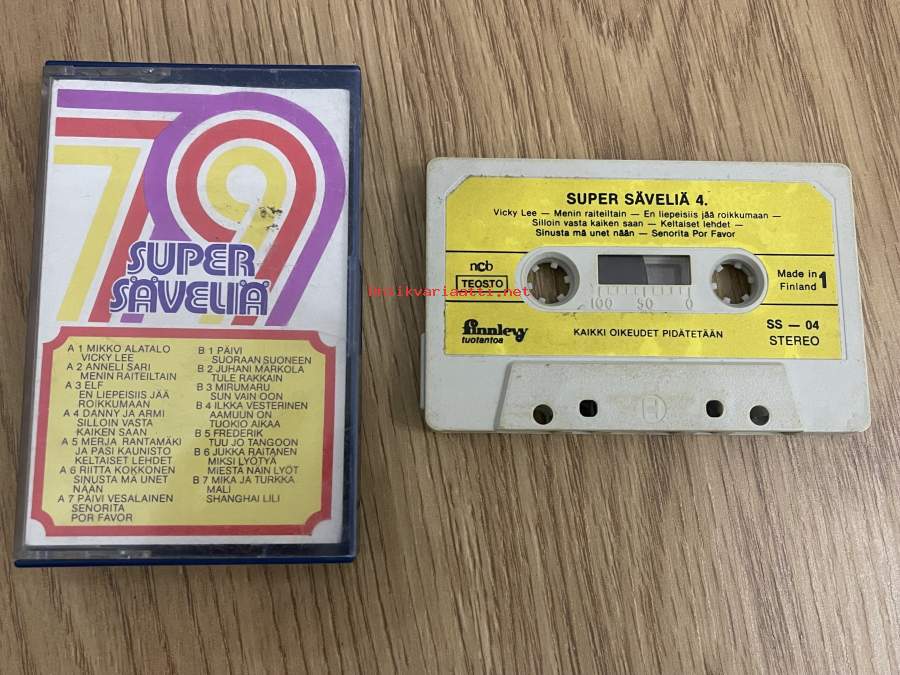 79
SUPER
SÄVELIÄ
A 1 MIKKO ALATALO
VICKY LEE
A 2 ANNELI SARI
MENIN RAITEILTAIN
A 3 ELF
EN LIEPEISIIS JÄÄ
ROIKKUMAAN
A 4 DANNY JA ARMI
SILLOIN VASTA
KAIKEN SAAN
A 5 MERJA RANTAMÄKI
JA PASI KAUNISTO
KELTAISET LEHDET
A 6 RIITTA KOKKONEN
SINUSTA MÄ UNET
NÄÄN
A 7 PÄIVI VESALAINEN
SENORITA
POR FAVOR
B 1 PÄIVI
SUORAAN SUONEEN
B 2 JUHANI MARKOLA
TULE RAKKAIN
B 3 MIRUMARU
SUN VAIN OON
B 4 ILKKA VESTERINEN
AAMUUN ON
TUOKIO AIKAA
B 5 FREDERIK
TUU JO TANGOON
B 6 JUKKA RAITANEN
MIKSI LYÖTYÄ
MIESTÄ NÄIN LYÖT
B 7 MIKA JA TURKKA
MALI
SHANGHAI LILI
SUPER SÄVELIÄ 4.
Vicky Lee — Menin raiteiltain — En liepeisiis jää roikkumaan —
Silloin vasta kaiken saan — Keltaiset lehdet —
Sinusta mä unet nään — Senorita Por Favor
ncb
TEOSTO
100 50 0
Made in
Finland 1
finnlevy
tuotantoa
KAIKKI OIKEUDET PIDÄTETÄÄN
SS — 04
STEREO
H
antiikvariaatti.net